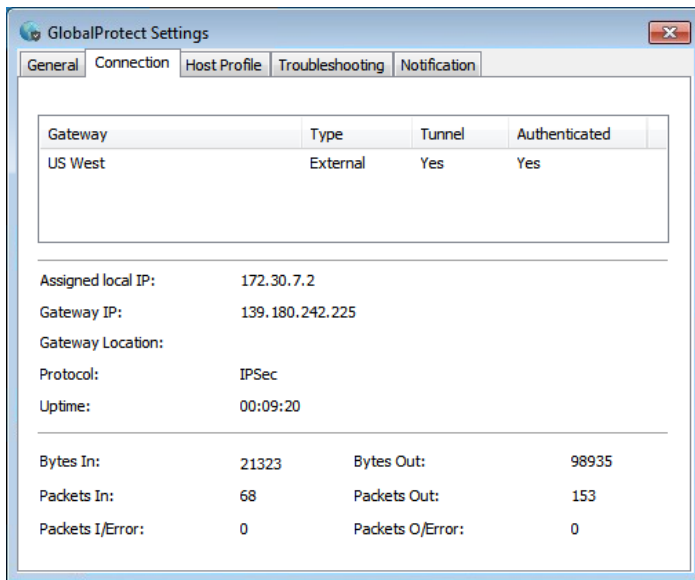 GlobalProtect Settings
General Connection Host Profile Troubleshooting Notification
Gateway Type Tunnel Authenticated
US West External Yes Yes
Assigned local IP: 172.30.7.2
Gateway IP: 139.180.242.225
Gateway Location:
Protocol: IPSec
Uptime: 00:09:20
Bytes In: 21323 Bytes Out: 98935
Packets In: 68 Packets Out: 153
Packets I/Error: 0 Packets O/Error: 0